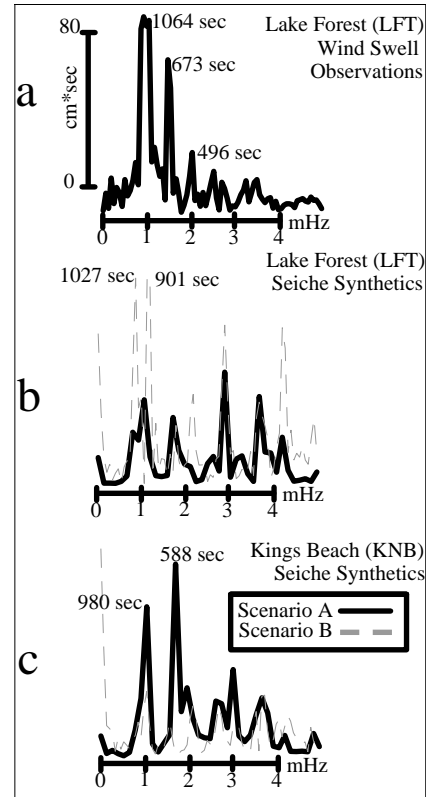 a
80
cm*sec
0
1064 sec
673 sec
496 sec
Lake Forest (LFT)
Wind Swell
Observations
0 1 2 3 4 mHz
b
Lake Forest (LFT)
Seiche Synthetics
1027 sec 901 sec
0 1 2 3 4 mHz
c
Kings Beach (KNB)
Seiche Synthetics
588 sec
980 sec
Scenario A
Scenario B
0 1 2 3 4 mHz